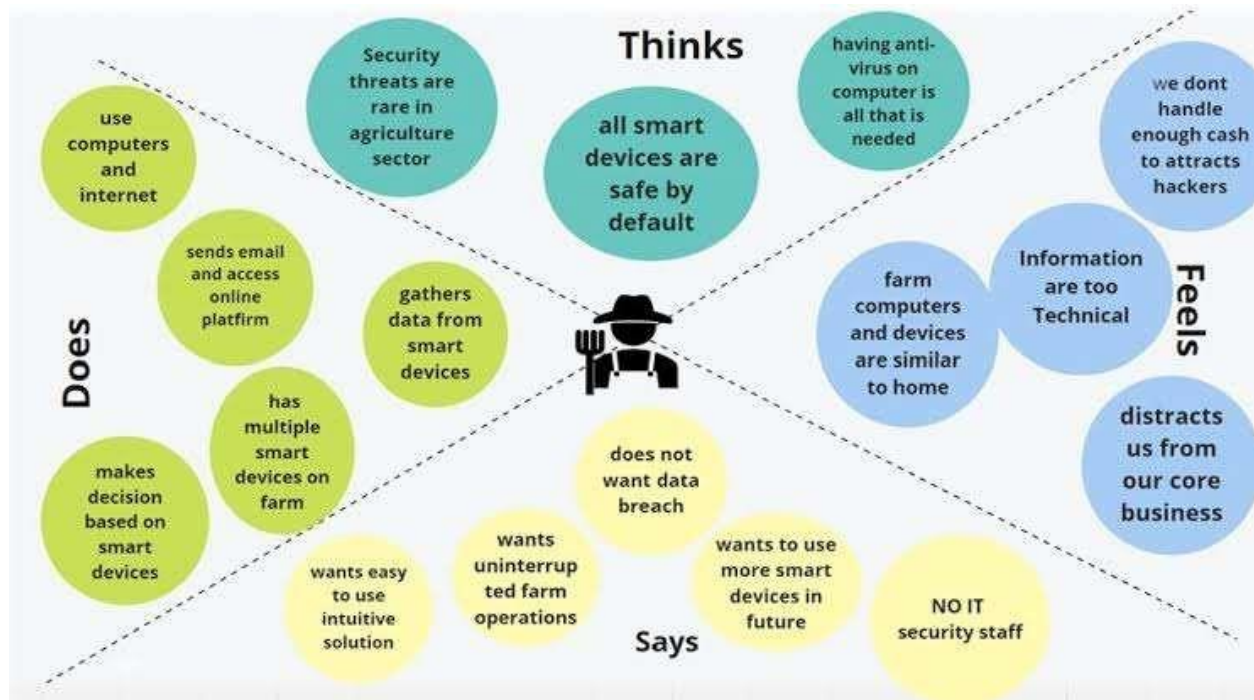 Thinks
Security
threats are
rare in
agriculture
sector
all smart
devices are
safe by
default
having anti-
virus on
computer is
all that is
needed
Does
use
computers
and
internet
sends email
and access
online
platfirm
gathers
data from
smart
devices
has
multiple
smart
devices on
farm
makes
decision
based on
smart
devices
Feels
we dont
handle
enough cash
to attracts
hackers
Information
are too
Technical
farm
computers
and devices
are similar
to home
distracts
us from
our core
business
Says
does not
want data
breach
wants easy
to use
intuitive
solution
wants
uninterrup
ted farm
operations
wants to use
more smart
devices in
future
NO IT
security staff